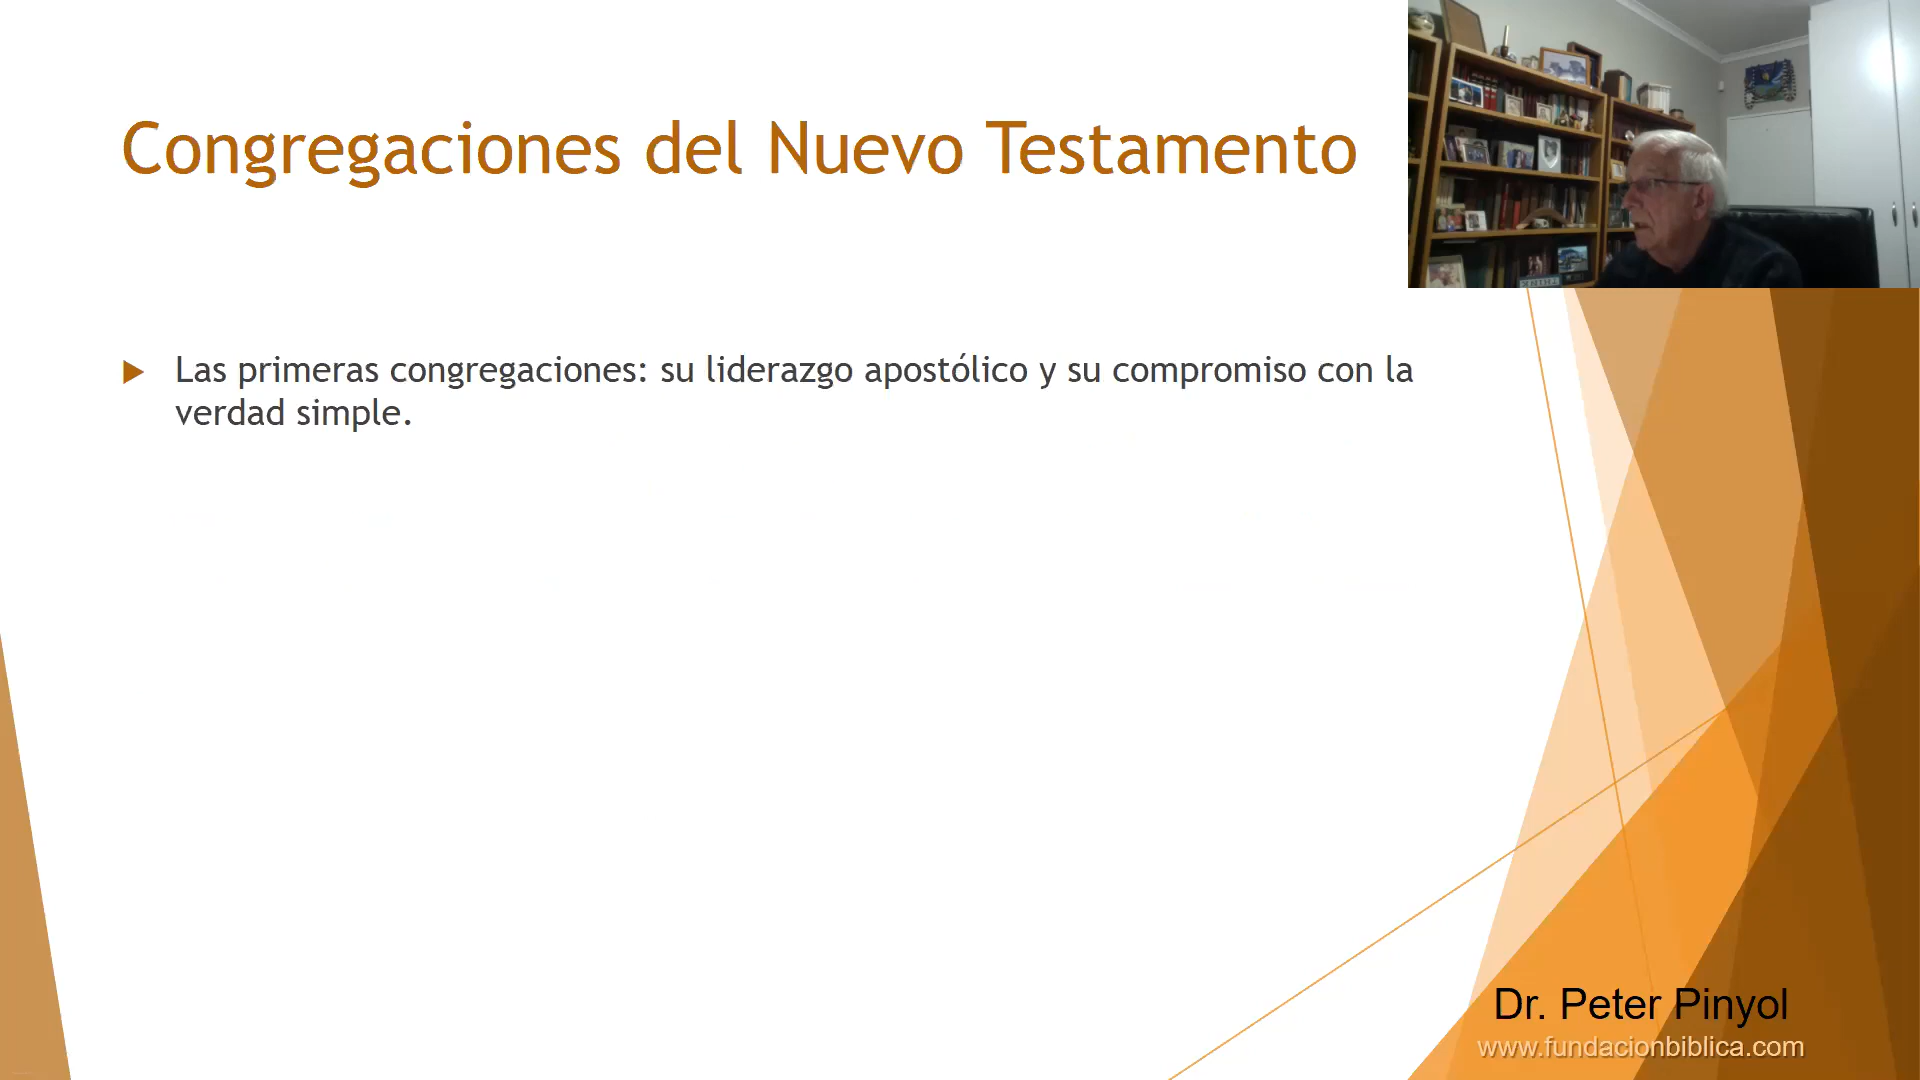 Congregaciones del Nuevo Testamento
Las primeras congregaciones: su liderazgo apostólico y su compromiso con la
verdad simple.
Dr. Peter Pinyol
www.fundacionbiblica.com